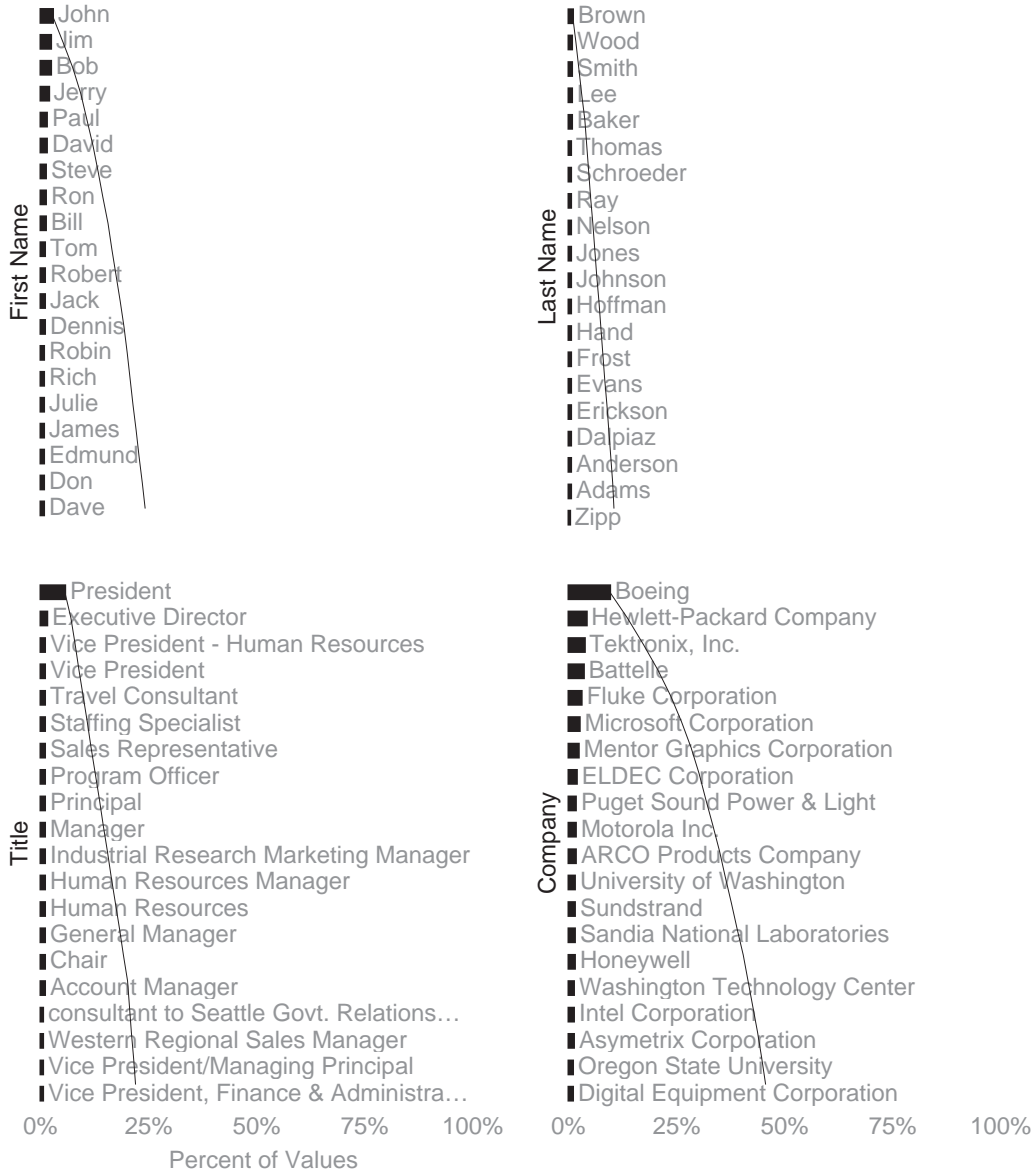 First Name
John
Jim
Bob
Jerry
Paul
David
Steve
Ron
Bill
Tom
Robert
Jack
Dennis
Robin
Rich
Julie
James
Edmund
Don
Dave
Last Name
Brown
Wood
Smith
Lee
Baker
Thomas
Schroeder
Ray
Nelson
Jones
Johnson
Hoffman
Hand
Frost
Evans
Erickson
Dalpiaz
Anderson
Adams
Zipp
Title
President
Executive Director
Vice President - Human Resources
Vice President
Travel Consultant
Staffing Specialist
Sales Representative
Program Officer
Principal
Manager
Industrial Research Marketing Manager
Human Resources Manager
Human Resources
General Manager
Chair
Account Manager
consultant to Seattle Govt. Relations…
Western Regional Sales Manager
Vice President/Managing Principal
Vice President, Finance & Administra…
0% 25% 50% 75% 100%
Percent of Values
Company
Boeing
Hewlett-Packard Company
Tektronix, Inc.
Battelle
Fluke Corporation
Microsoft Corporation
Mentor Graphics Corporation
ELDEC Corporation
Puget Sound Power & Light
Motorola Inc.
ARCO Products Company
University of Washington
Sundstrand
Sandia National Laboratories
Honeywell
Washington Technology Center
Intel Corporation
Asymetrix Corporation
Oregon State University
Digital Equipment Corporation
0% 25% 50% 75% 100%